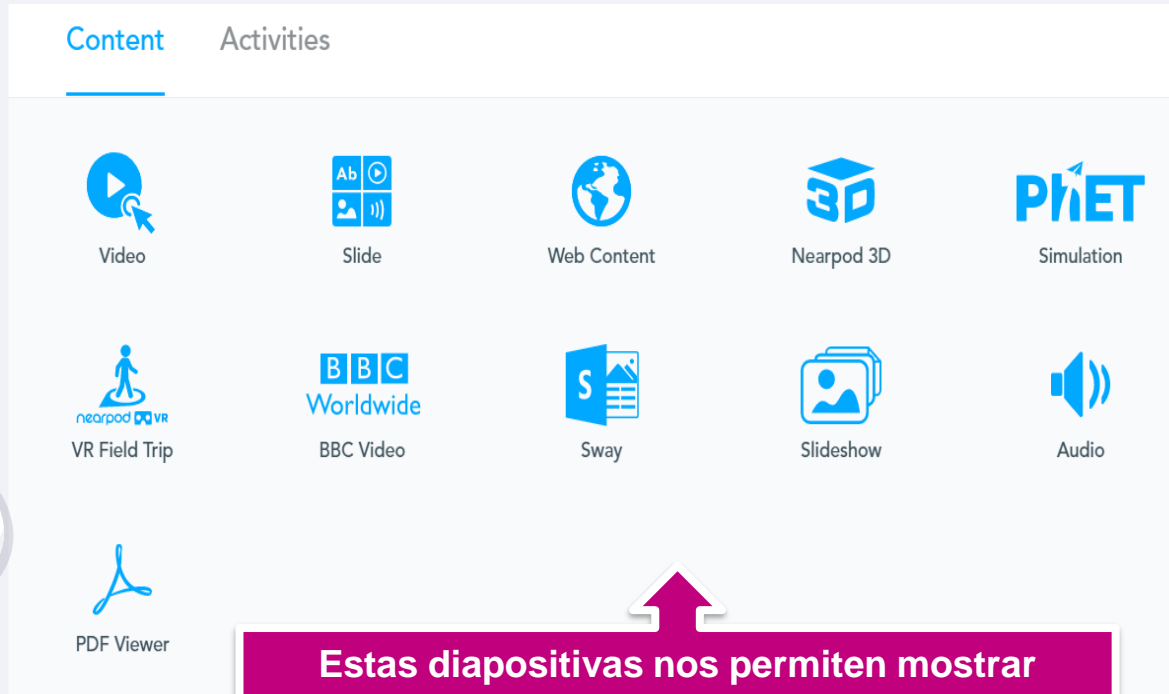 Content Activities
Ab
3D
PhET
Video Slide Web Content Nearpod 3D Simulation
BBC
Worldwide
S
nearpod VR
VR Field Trip BBC Video Sway Slideshow Audio
PDF Viewer
Estas diapositivas nos permiten mostrar